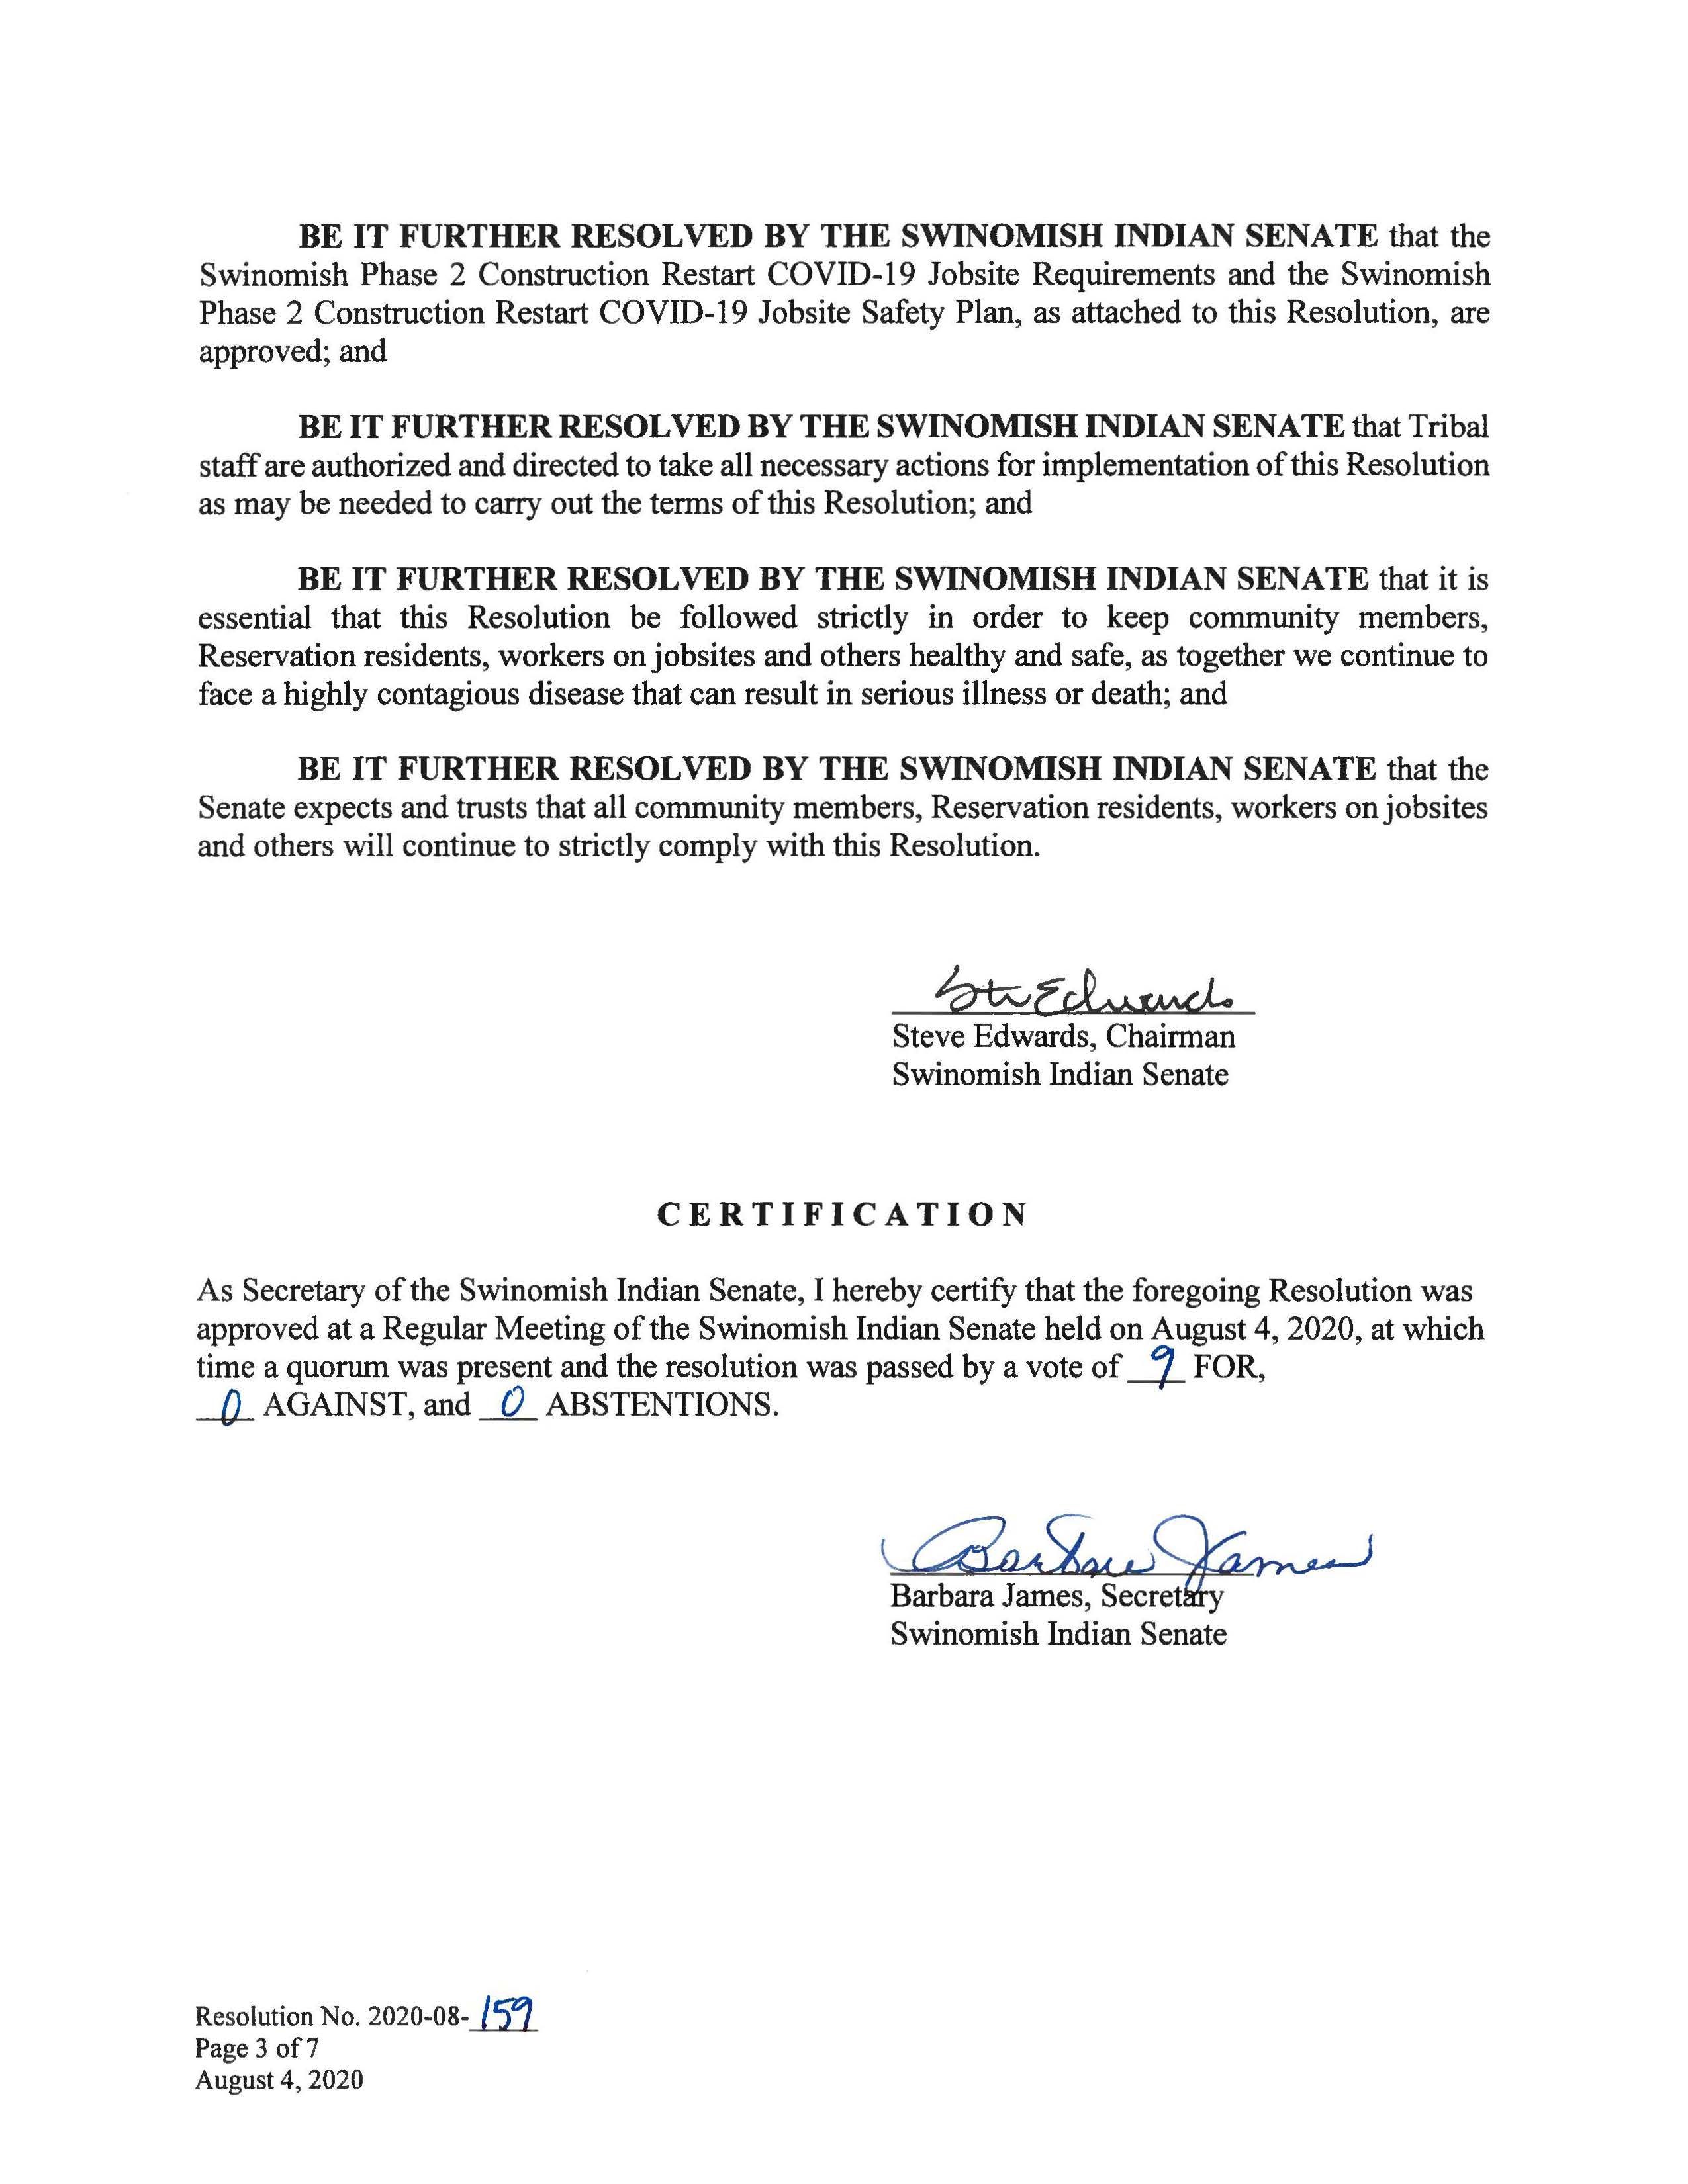 BE IT FURTHER RESOLVED BY THE SWINOMISH INDIAN SENATE that the
Swinomish Phase 2 Construction Restart COVID-19 Jobsite Requirements and the Swinomish
Phase 2 Construction Restart COVID-19 Jobsite Safety Plan, as attached to this Resolution, are
approved; and
BE IT FURTHER RESOLVED BY THE SWINOMISH INDIAN SENATE that Tribal
staff are authorized and directed to take all necessary actions for implementation of this Resolution
as may be needed to carry out the terms of this Resolution; and
BE IT FURTHER RESOLVED BY THE SWINOMISH INDIAN SENATE that it is
essential that this Resolution be followed strictly in order to keep community members,
Reservation residents, workers on jobsites and others healthy and safe, as together we continue to
face a highly contagious disease that can result in serious illness or death; and
BE IT FURTHER RESOLVED BY THE SWINOMISH INDIAN SENATE that the
Senate expects and trusts that all community members, Reservation residents, workers on jobsites
and others will continue to strictly comply with this Resolution.
Ste Edwards
Steve Edwards, Chairman
Swinomish Indian Senate
CERTIFICATION
As Secretary of the Swinomish Indian Senate, I hereby certify that the foregoing Resolution was
approved at a Regular Meeting of the Swinomish Indian Senate held on August 4, 2020, at which
time a quorum was present and the resolution was passed by a vote of 9 FOR,
0 AGAINST, and 0 ABSTENTIONS.
Barbara James
Barbara James, Secretary
Swinomish Indian Senate
Resolution No. 2020-08-159
Page 3 of 7
August 4, 2020